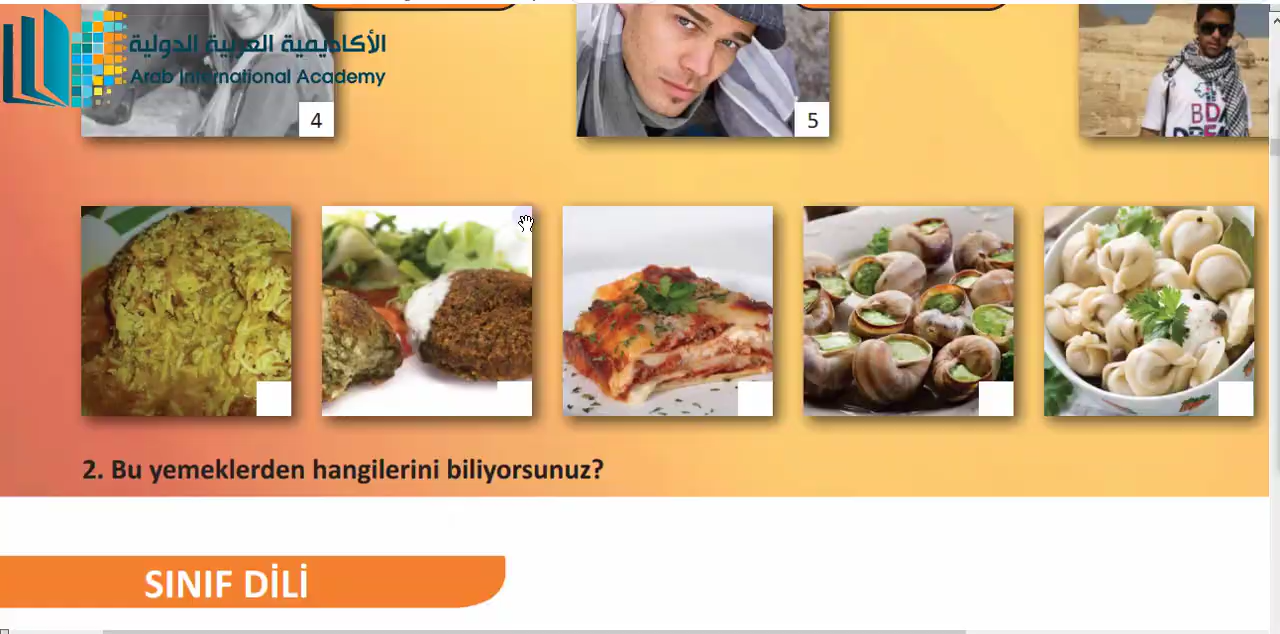 الأكاديمية العربية الدولية
Arab International Academy
4
5
2. Bu yemeklerden hangilerini biliyorsunuz?
SINIF DİLİ